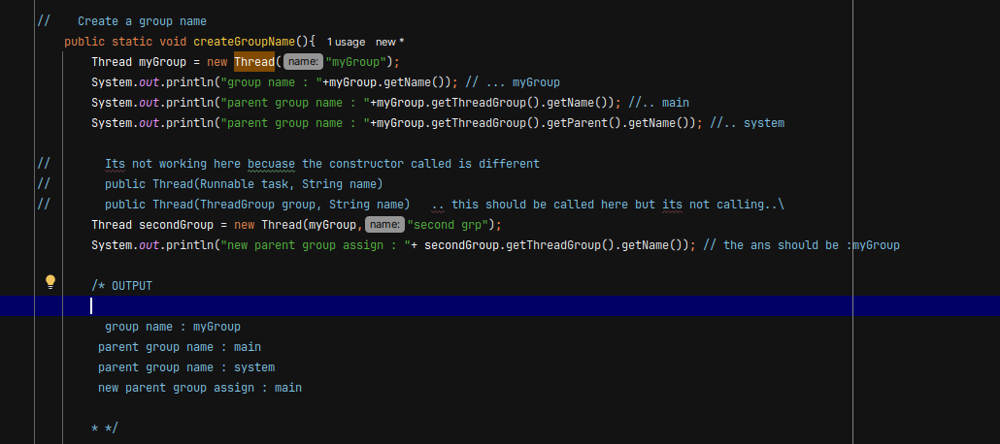 //    Create a group name
public static void createGroupName(){ 1 usage new *
Thread myGroup = new Thread( name: "myGroup");
System.out.println("group name : "+myGroup.getName()); // ... myGroup
System.out.println("parent group name : "+myGroup.getThreadGroup().getName()); //.. main
System.out.println("parent group name : "+myGroup.getThreadGroup().getParent().getName()); //.. system
//        Its not working here becuase the constructor called is different
//        public Thread(Runnable task, String name)
//        public Thread(ThreadGroup group, String name)   .. this should be called here but its not calling..\
Thread secondGroup = new Thread(myGroup, name: "second grp");
System.out.println("new parent group assign : "+ secondGroup.getThreadGroup().getName()); // the ans should be :myGroup
/* OUTPUT
group name : myGroup
parent group name : main
parent group name : system
new parent group assign : main
* */